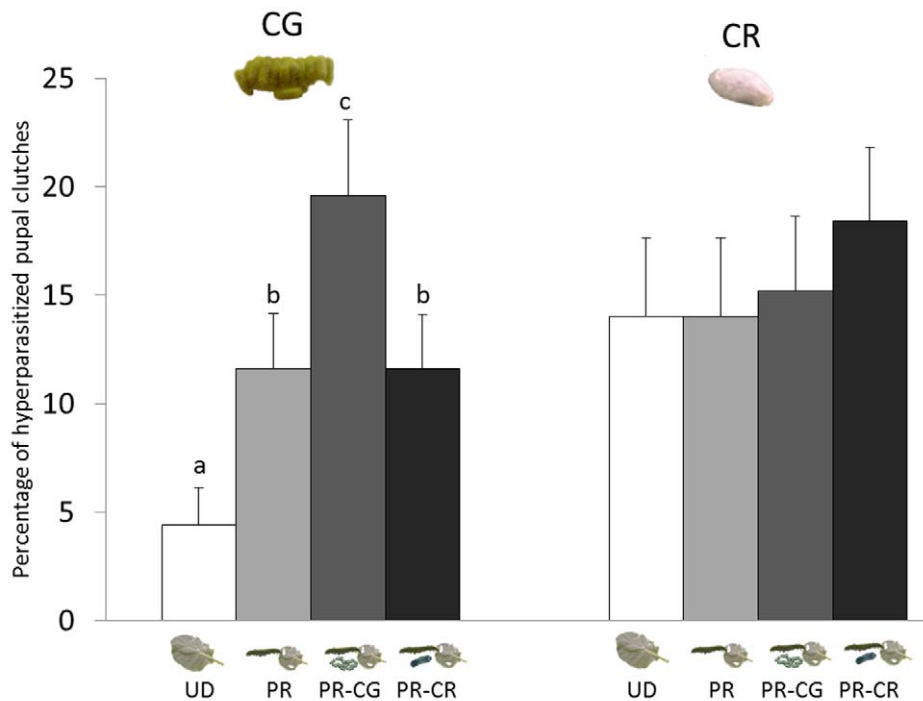 CG
CR
Percentage of hyperparasitized pupal clutches
25
20
15
10
5
0
a
b
c
b
UD PR PR-CG PR-CR
UD PR PR-CG PR-CR